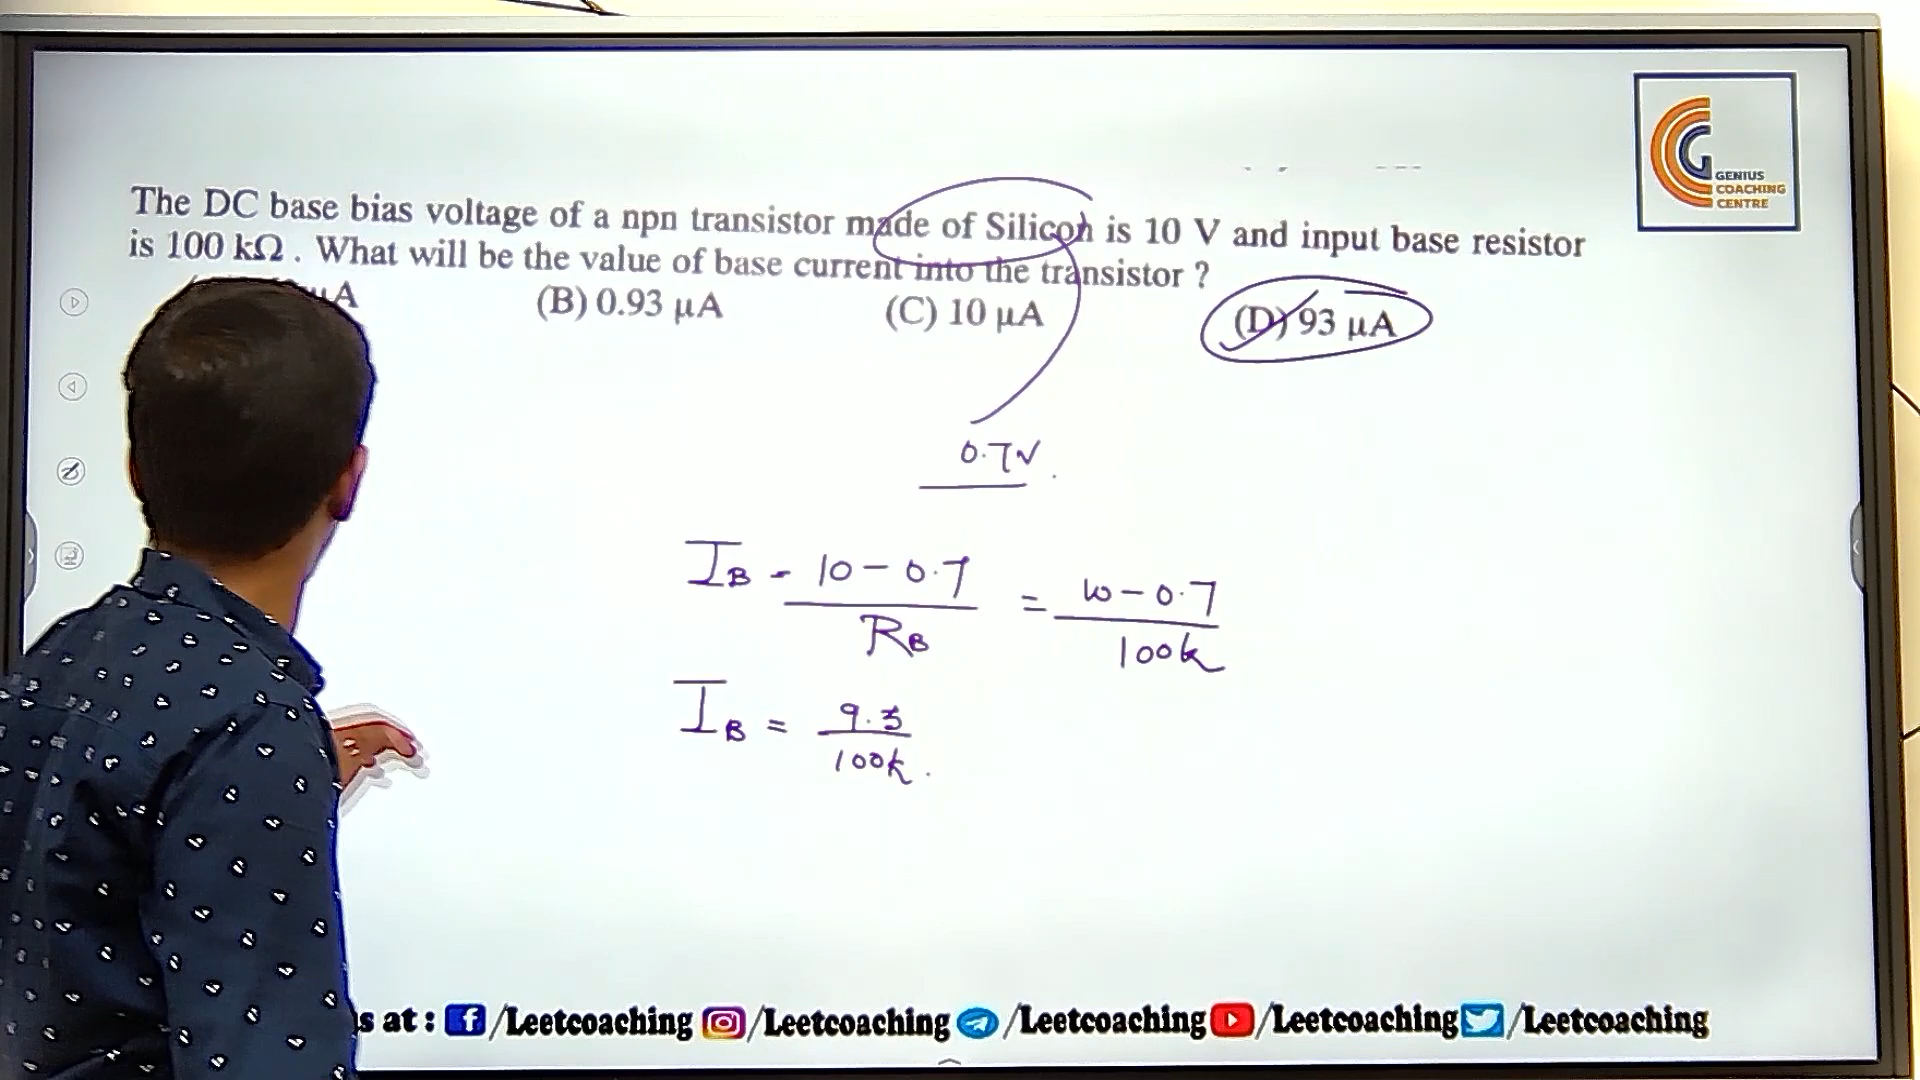 GENIUS
COACHING
CENTRE
The DC base bias voltage of a npn transistor made of Silicon is 10 V and input base resistor
is 100 kΩ . What will be the value of base current into the transistor ?
μA (B) 0.93 μA (C) 10 μA (D) 93 μA
0.7V
IB = 10 - 0.7 / RB = 10 - 0.7 / 100k
IB = 9.3 / 100k.
s at : /Leetcoaching /Leetcoaching /Leetcoaching /Leetcoaching /Leetcoaching